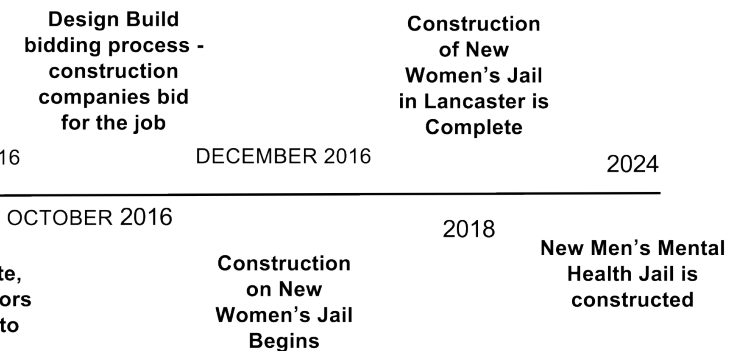 Design Build
bidding process -
construction
companies bid
for the job
Construction
of New
Women's Jail
in Lancaster is
Complete
16
DECEMBER 2016
2024
OCTOBER 2016
2018
te,
ors
to
Construction
on New
Women's Jail
Begins
New Men's Mental
Health Jail is
constructed